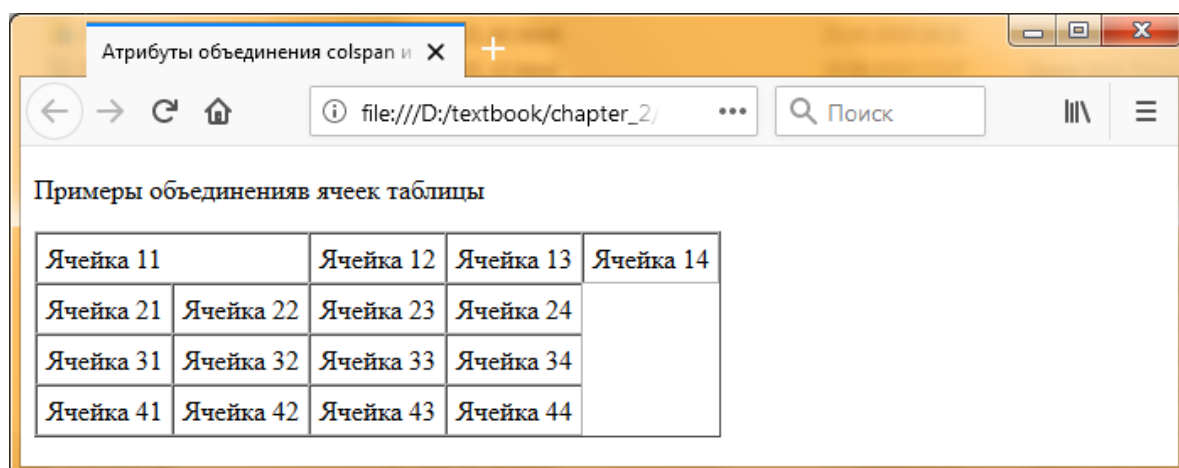 Атрибуты объединения colspan и
file:///D:/textbook/chapter_2/
Поиск
Примеры объединенияв ячеек таблицы
Ячейка 11 Ячейка 12 Ячейка 13 Ячейка 14
Ячейка 21 Ячейка 22 Ячейка 23 Ячейка 24
Ячейка 31 Ячейка 32 Ячейка 33 Ячейка 34
Ячейка 41 Ячейка 42 Ячейка 43 Ячейка 44